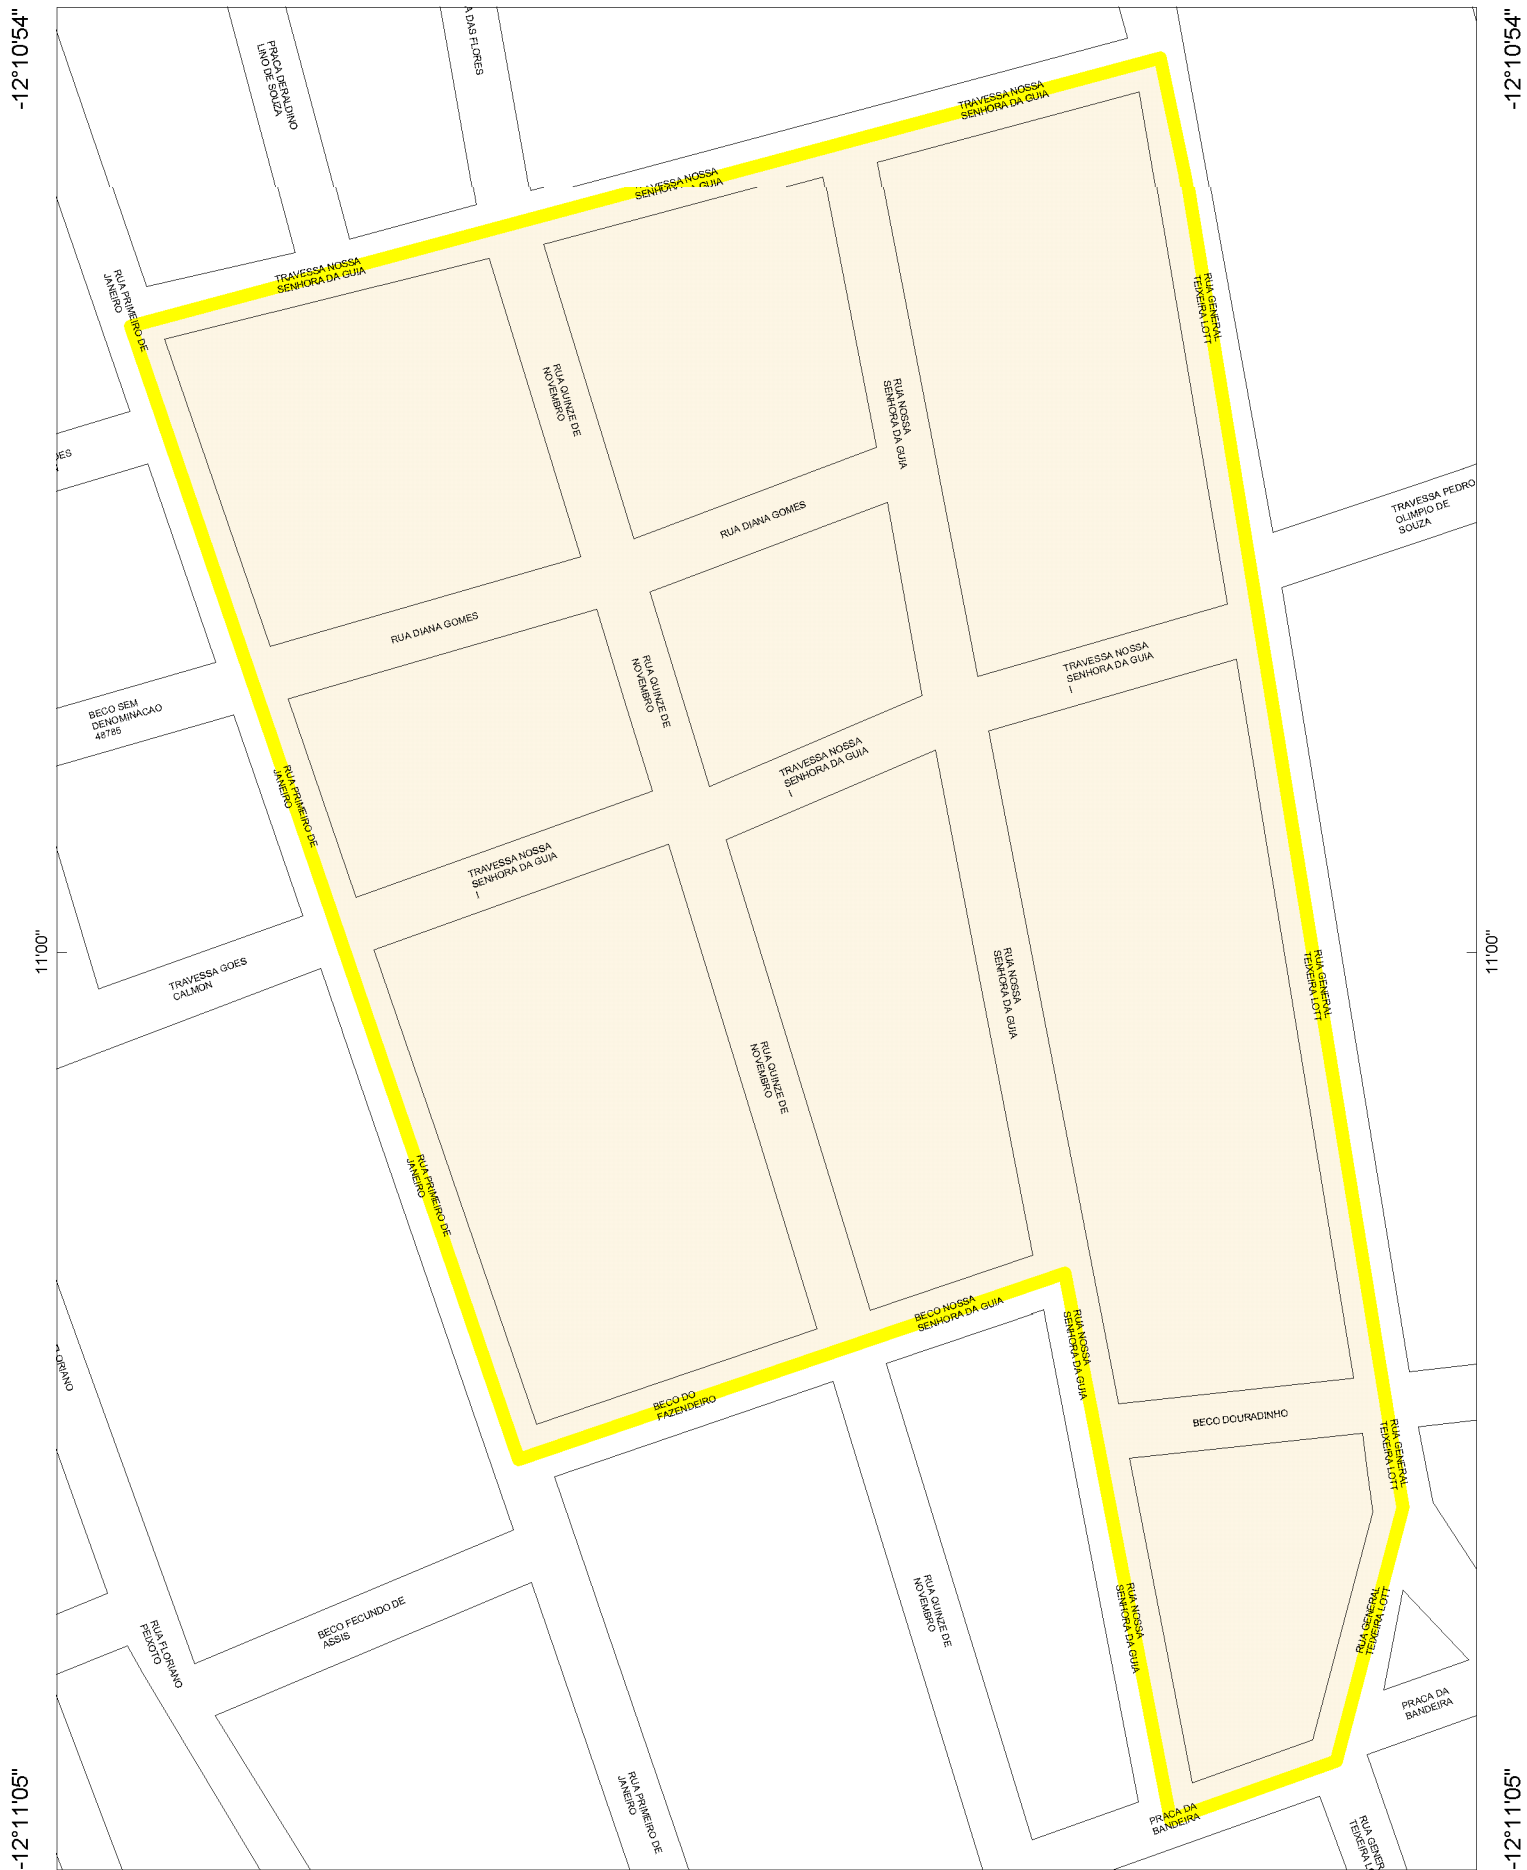 -12°10'54"
-12°10'54"
PRACA DERALDINO
LINO DE SOUZA
A DAS FLORES
TRAVESSA NOSSA
SENHORA DA GUIA
TRAVESSA NOSSA
SENHORA DA GUIA
TRAVESSA NOSSA
SENHORA DA GUIA
RUA PRIMEIRO DE
JANEIRO
RUA GENERAL
TEIXEIRA LOTT
RUA QUINZE DE
NOVEMBRO
RUA NOSSA
SENHORA DA GUIA
RUA DIANA GOMES
TRAVESSA PEDRO
OLIMPIO DE
SOUZA
RUA DIANA GOMES
TRAVESSA NOSSA
SENHORA DA GUIA
I
RUA QUINZE DE
NOVEMBRO
BECO SEM
DENOMINACAO
48785
TRAVESSA NOSSA
SENHORA DA GUIA
I
RUA PRIMEIRO DE
JANEIRO
TRAVESSA NOSSA
SENHORA DA GUIA
I
11'00"
11'00"
TRAVESSA GOES
CALMON
RUA NOSSA
SENHORA DA GUIA
RUA GENERAL
TEIXEIRA LOTT
RUA QUINZE DE
NOVEMBRO
RUA PRIMEIRO DE
JANEIRO
BECO NOSSA
SENHORA DA GUIA
RUA NOSSA
SENHORA DA GUIA
LORIANO
BECO DO
FAZENDEIRO
BECO DOURADINHO
RUA GENERAL
TEIXEIRA LOTT
BECO FECUNDO DE
ASSIS
RUA FLORIANO
PEIXOTO
RUA QUINZE DE
NOVEMBRO
RUA NOSSA
SENHORA DA GUIA
RUA GENERAL
TEIXEIRA LOTT
PRACA DA
BANDEIRA
RUA PRIMEIRO DE
JANEIRO
PRACA DA
BANDEIRA
RUA GENER
TEIXEIRA L
-12°11'05"
-12°11'05"